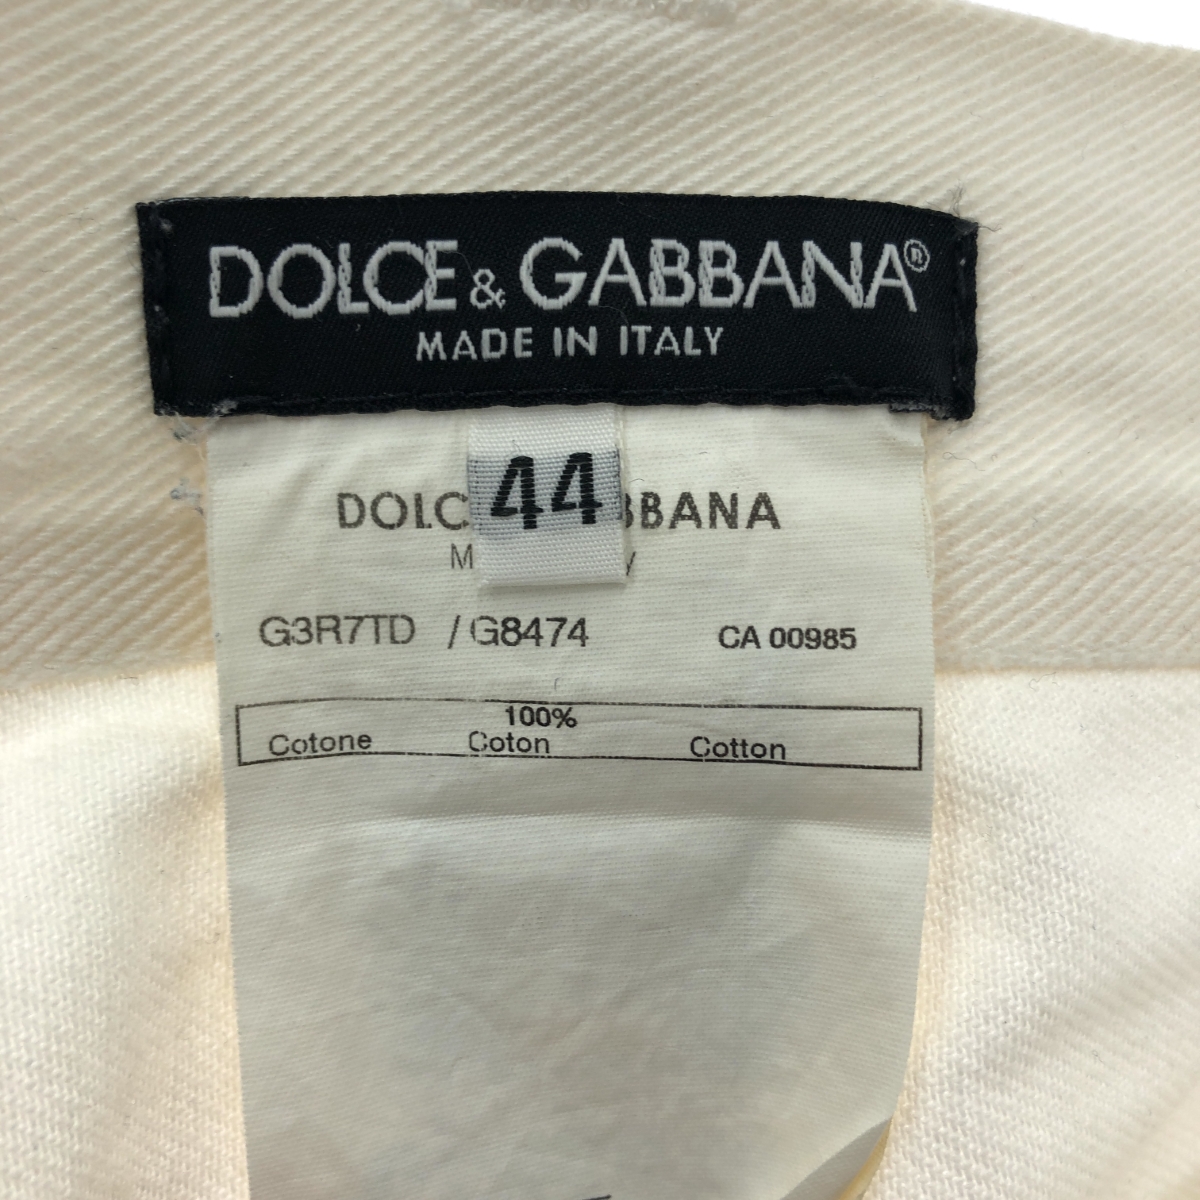 DOLCE & GABBANA®
MADE IN ITALY
44
DOLC BBANA
M Y
G3R7TD / G8474 CA 00985
100%
Cotone Coton Cotton